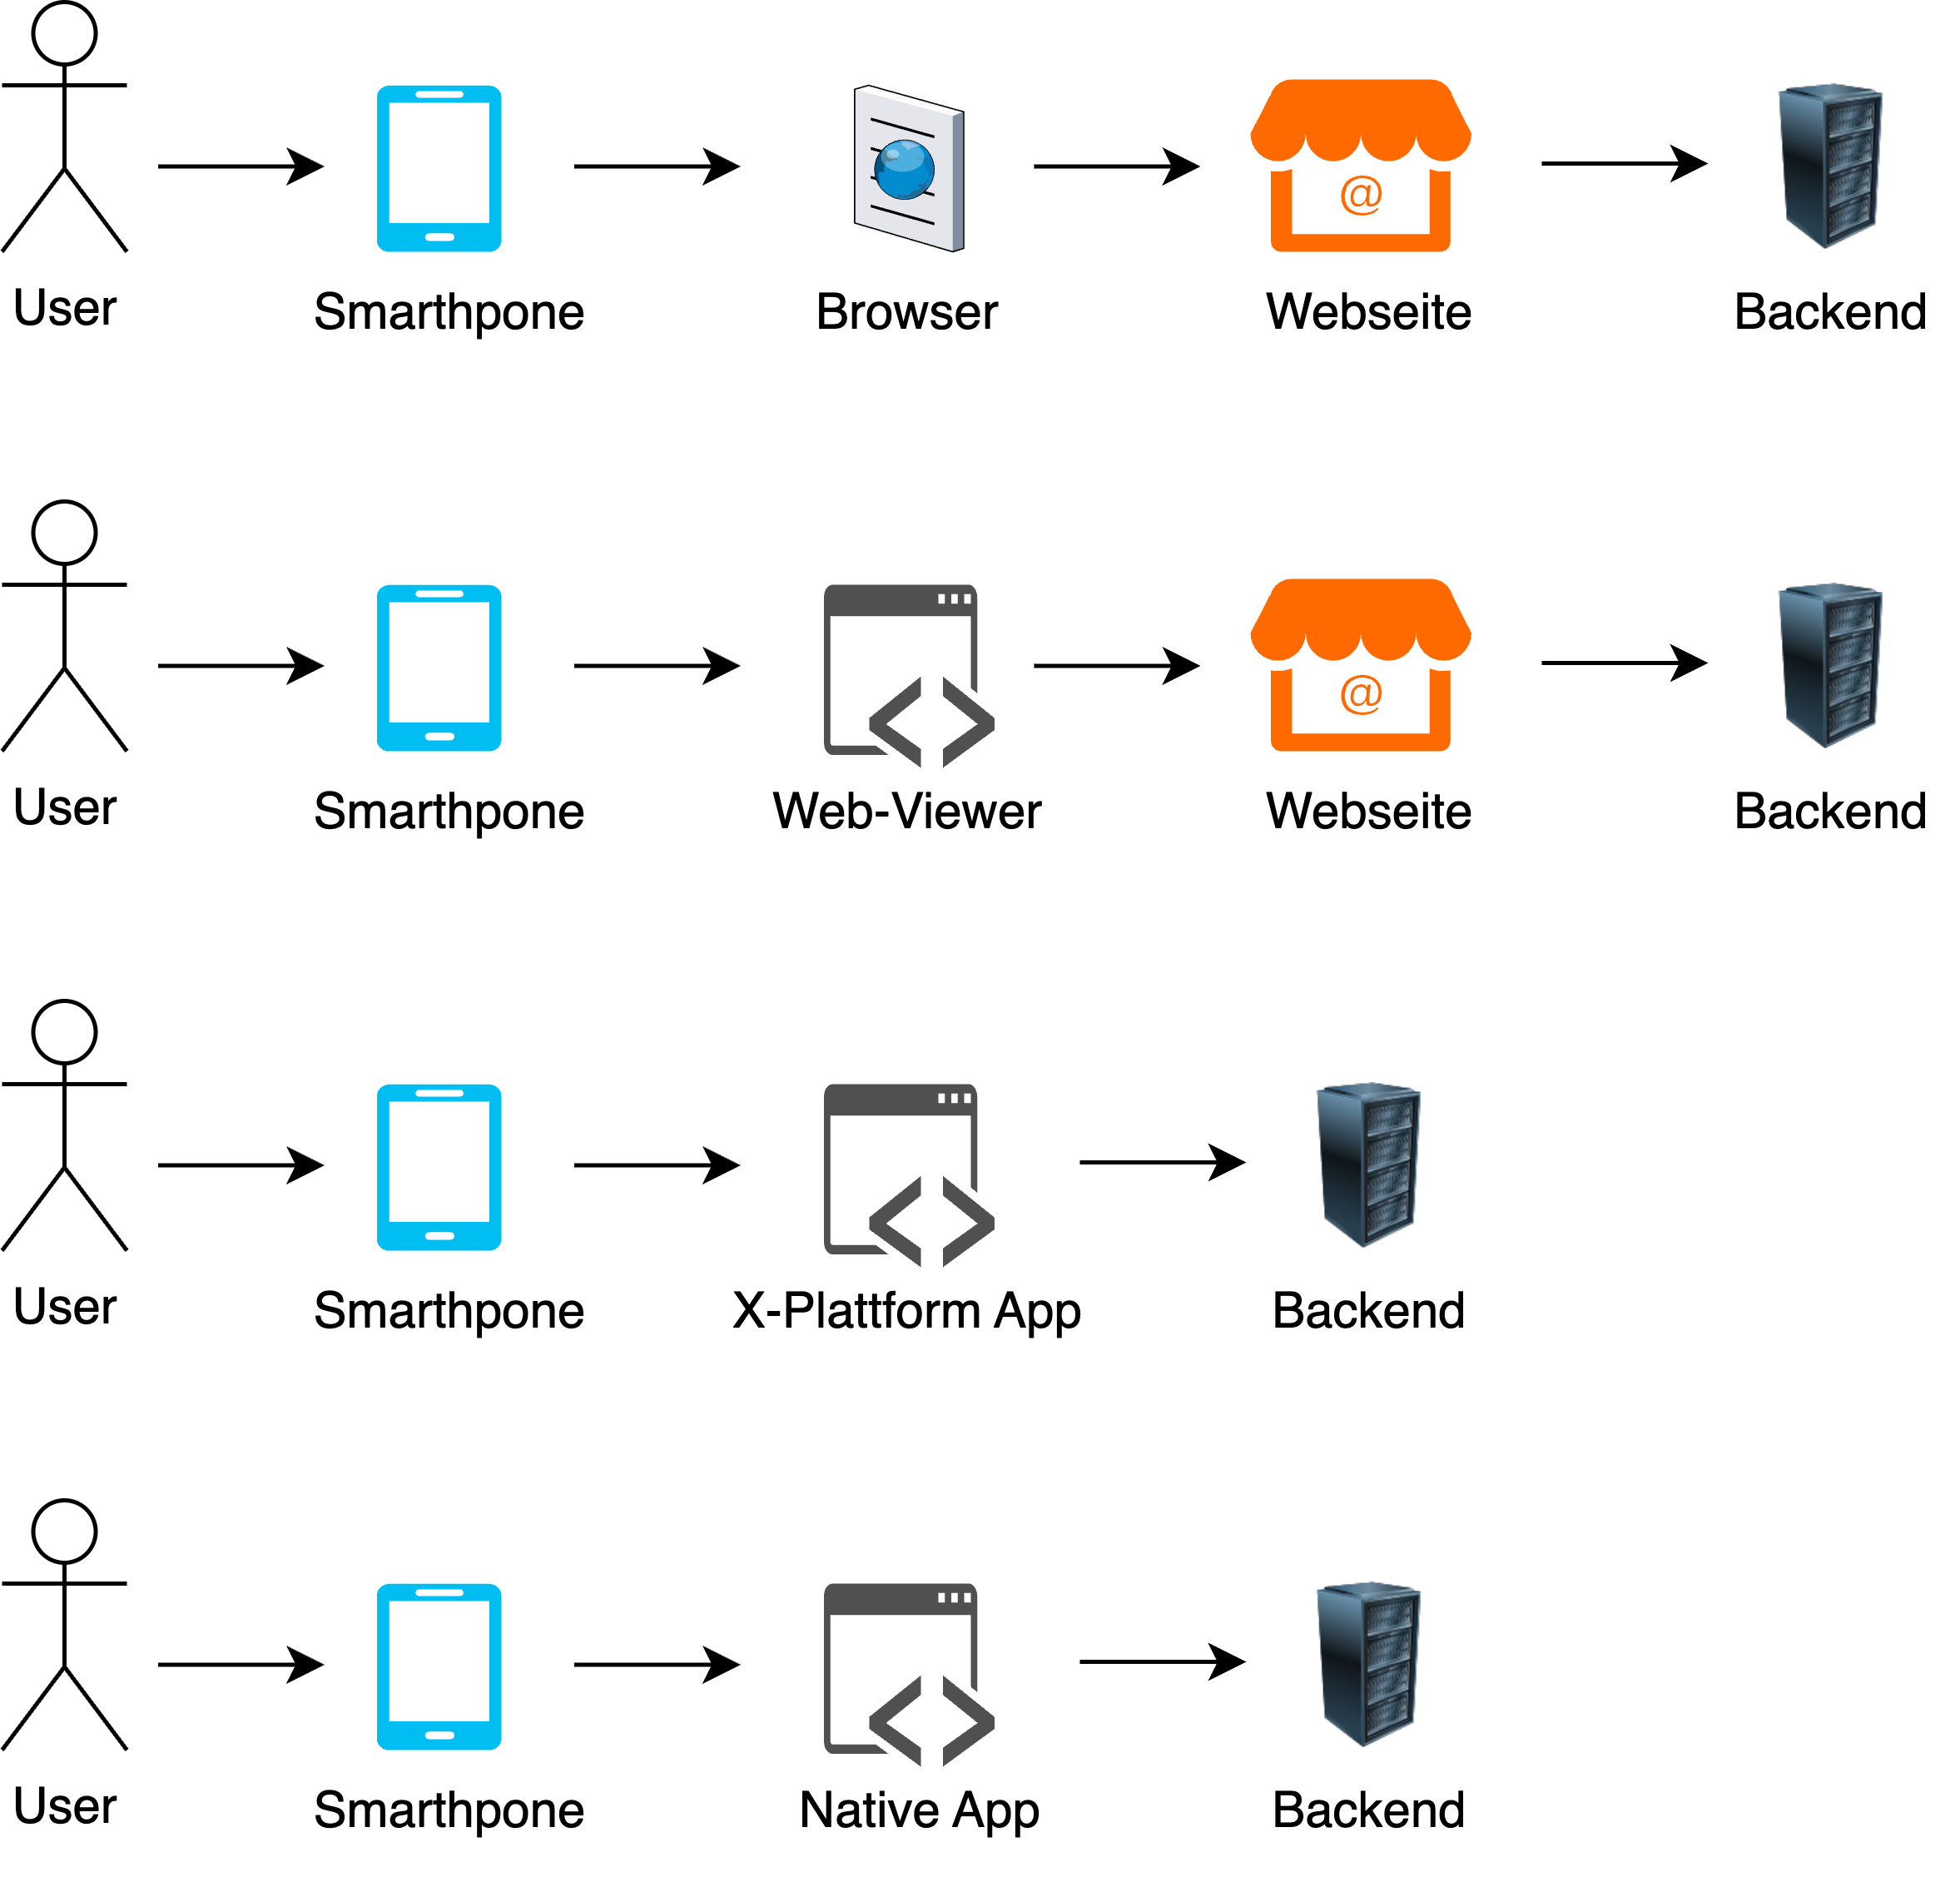 @
User
Smarthpone
Browser
Webseite
Backend
@
User
Smarthpone
Web-Viewer
Webseite
Backend
User
Smarthpone
X-Plattform App
Backend
User
Smarthpone
Native App
Backend